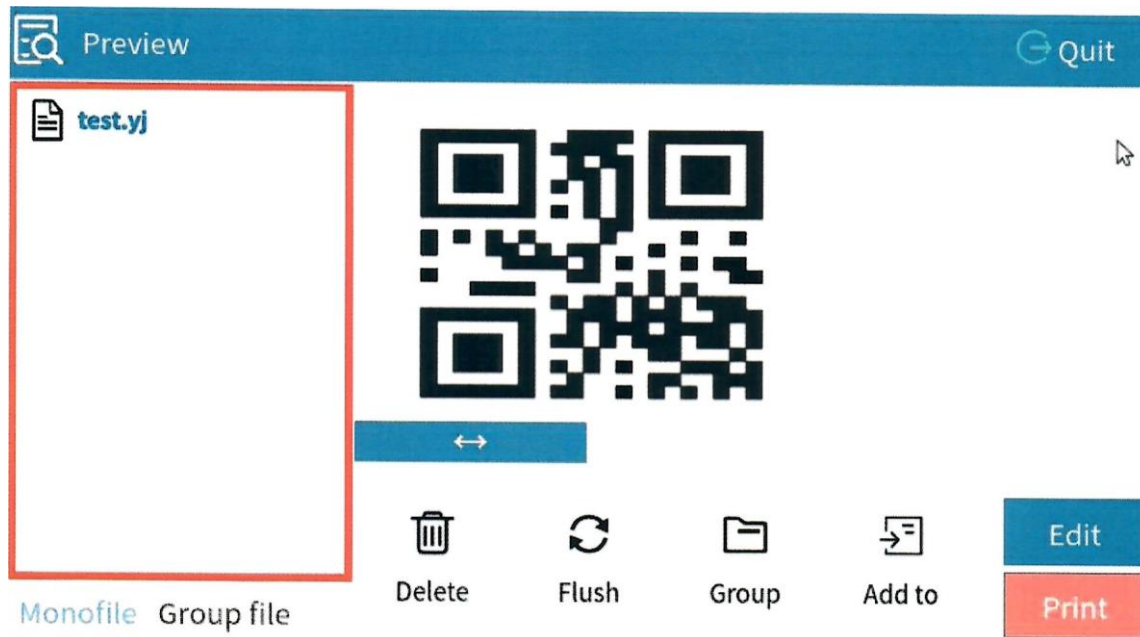 Preview
Quit
test.yj
Delete
Flush
Group
Add to
Edit
Print
Monofile
Group file